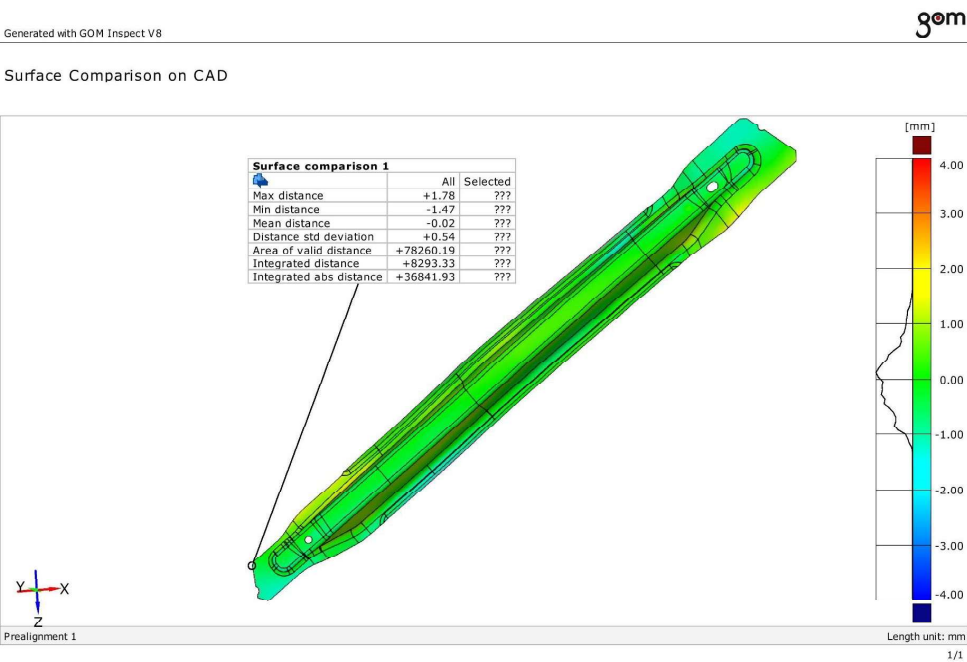 gom
Generated with GOM Inspect V8
Surface Comparison on CAD
[mm]
Surface comparison 1
All Selected
Max distance +1.78 ???
Min distance -1.47 ???
Mean distance -0.02 ???
Distance std deviation +0.54 ???
Area of valid distance +78260.19 ???
Integrated distance +8293.33 ???
Integrated abs distance +36841.93 ???
4.00
3.00
2.00
1.00
0.00
-1.00
-2.00
-3.00
-4.00
Y X
Z
Prealignment 1 Length unit: mm
1/1